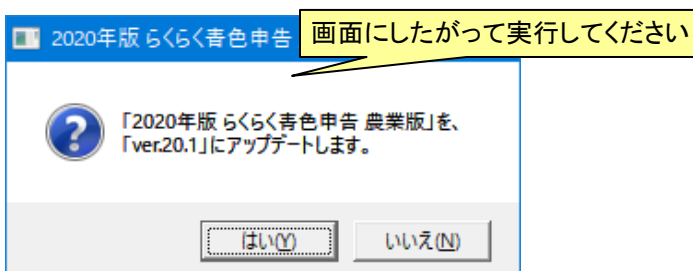 2020年版 らくらく青色申告
画面にしたがって実行してください
?
「2020年版 らくらく青色申告 農業版」を、
「ver.20.1」にアップデートします。
はい(Y)
いいえ(N)